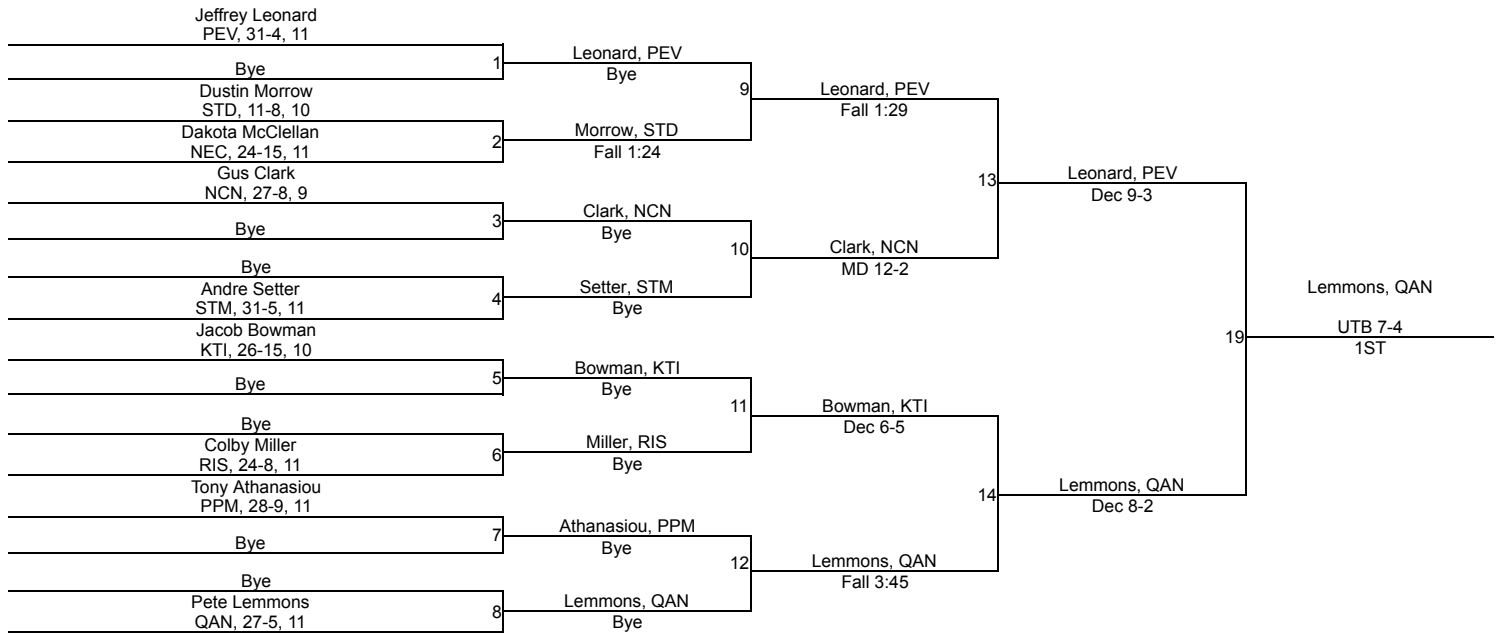 Jeffrey Leonard
PEV, 31-4, 11
Bye
1
Dustin Morrow
STD, 11-8, 10
Dakota McClellan
NEC, 24-15, 11
2
Gus Clark
NCN, 27-8, 9
Bye
3
Bye
Andre Setter
STM, 31-5, 11
4
Jacob Bowman
KTI, 26-15, 10
Bye
5
Bye
Colby Miller
RIS, 24-8, 11
6
Tony Athanasiou
PPM, 28-9, 11
Bye
7
Bye
Pete Lemmons
QAN, 27-5, 11
8
Leonard, PEV
Bye
9
Morrow, STD
Fall 1:24
Clark, NCN
Bye
10
Setter, STM
Bye
Bowman, KTI
Bye
11
Miller, RIS
Bye
Athanasiou, PPM
Bye
12
Lemmons, QAN
Bye
Leonard, PEV
Fall 1:29
13
Clark, NCN
MD 12-2
Bowman, KTI
Dec 6-5
14
Lemmons, QAN
Fall 3:45
Leonard, PEV
Dec 9-3
19
Lemmons, QAN
Dec 8-2
Lemmons, QAN
UTB 7-4
1ST